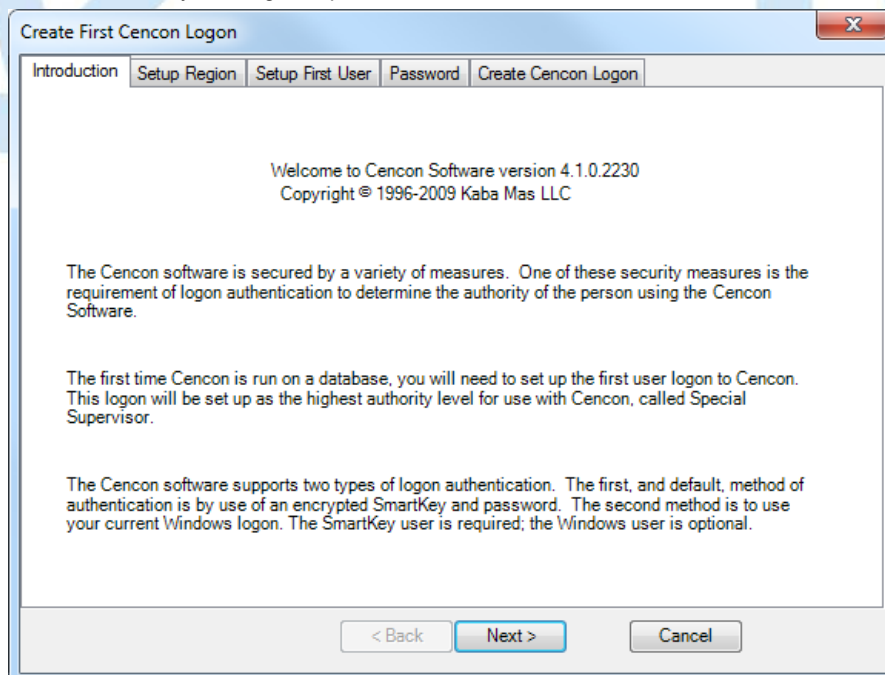 Create First Cencon Logon
Introduction Setup Region Setup First User Password Create Cencon Logon
Welcome to Cencon Software version 4.1.0.2230
Copyright © 1996-2009 Kaba Mas LLC
The Cencon software is secured by a variety of measures. One of these security measures is the
requirement of logon authentication to determine the authority of the person using the Cencon
Software.
The first time Cencon is run on a database, you will need to set up the first user logon to Cencon.
This logon will be set up as the highest authority level for use with Cencon, called Special
Supervisor.
The Cencon software supports two types of logon authentication. The first, and default, method of
authentication is by use of an encrypted SmartKey and password. The second method is to use
your current Windows logon. The SmartKey user is required; the Windows user is optional.
< Back Next > Cancel